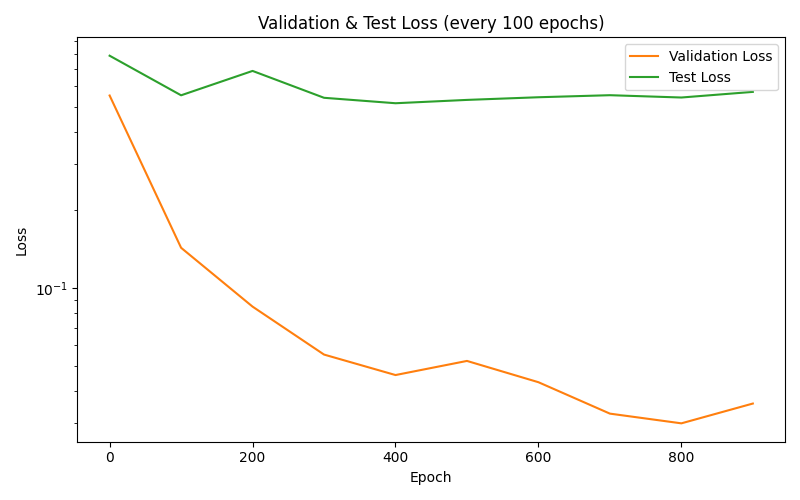 Validation & Test Loss (every 100 epochs)
Validation Loss
Test Loss
Loss
10⁻¹
0
200
400
600
800
Epoch